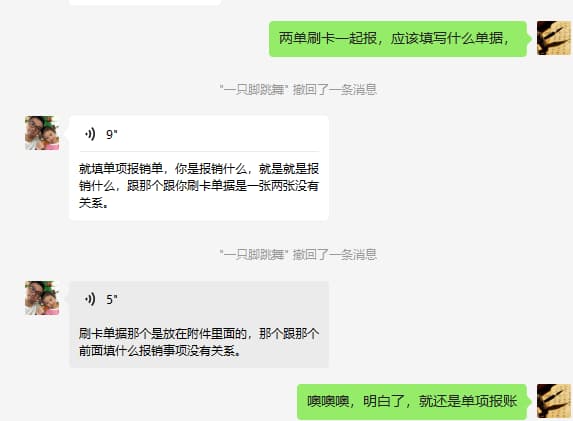 两单刷卡一起报，应该填写什么单据，
"一只脚跳舞" 撤回了一条消息
9"
就填单项报销单，你是报销什么，就是就是报
销什么，跟那个跟你刷卡单据是一张两张没有
关系。
"一只脚跳舞" 撤回了一条消息
5"
刷卡单据那个是放在附件里面的，那个跟那个
前面填什么报销事项没有关系。
噢噢噢，明白了，就还是单项报账